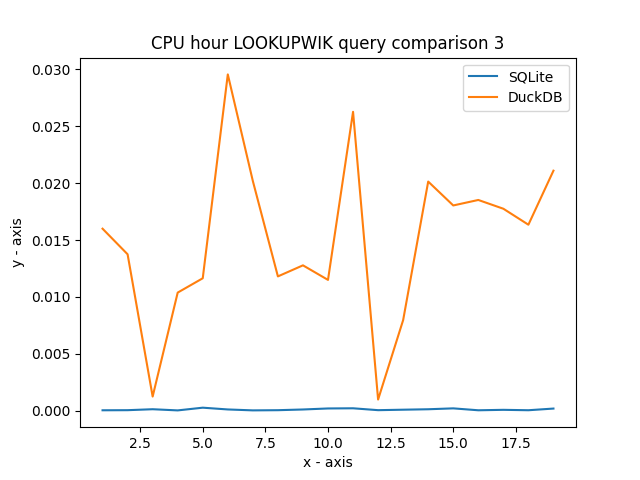 CPU hour LOOKUPWIK query comparison 3
SQLite
DuckDB
0.030
0.025
0.020
0.015
0.010
0.005
0.000
y - axis
2.5 5.0 7.5 10.0 12.5 15.0 17.5
x - axis